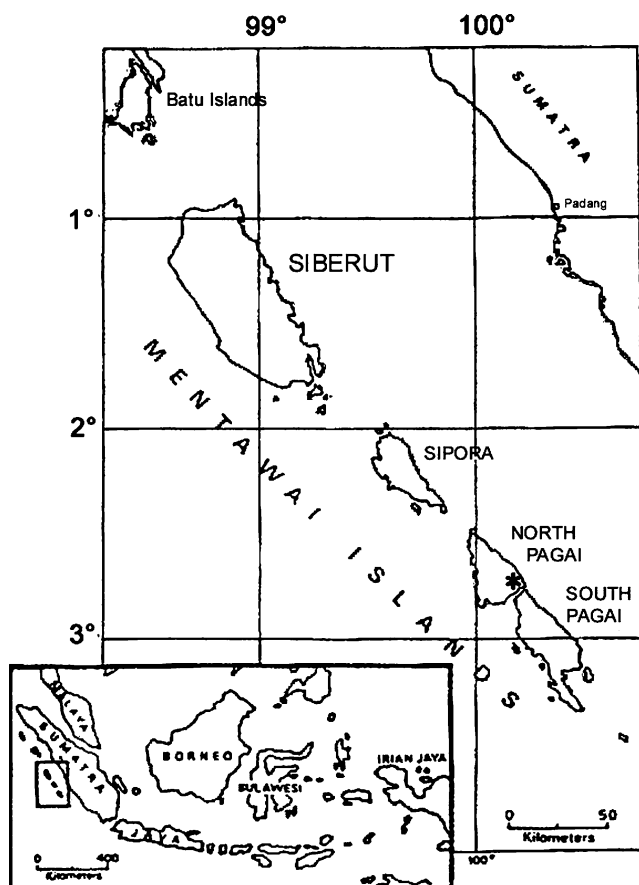 99° 100°
SUMATRA
Batu Islands
Padang
1°
SIBERUT
MENTAWAI ISLAN S
2°
SIPORA
NORTH
PAGAI
*
SOUTH
PAGAI
3°
MALAYA
SUMATRA
BORNEO
SULAWESI
IRIAN JAYA
JAVA
0 400
Kilometers
0 50
Kilometers
100°